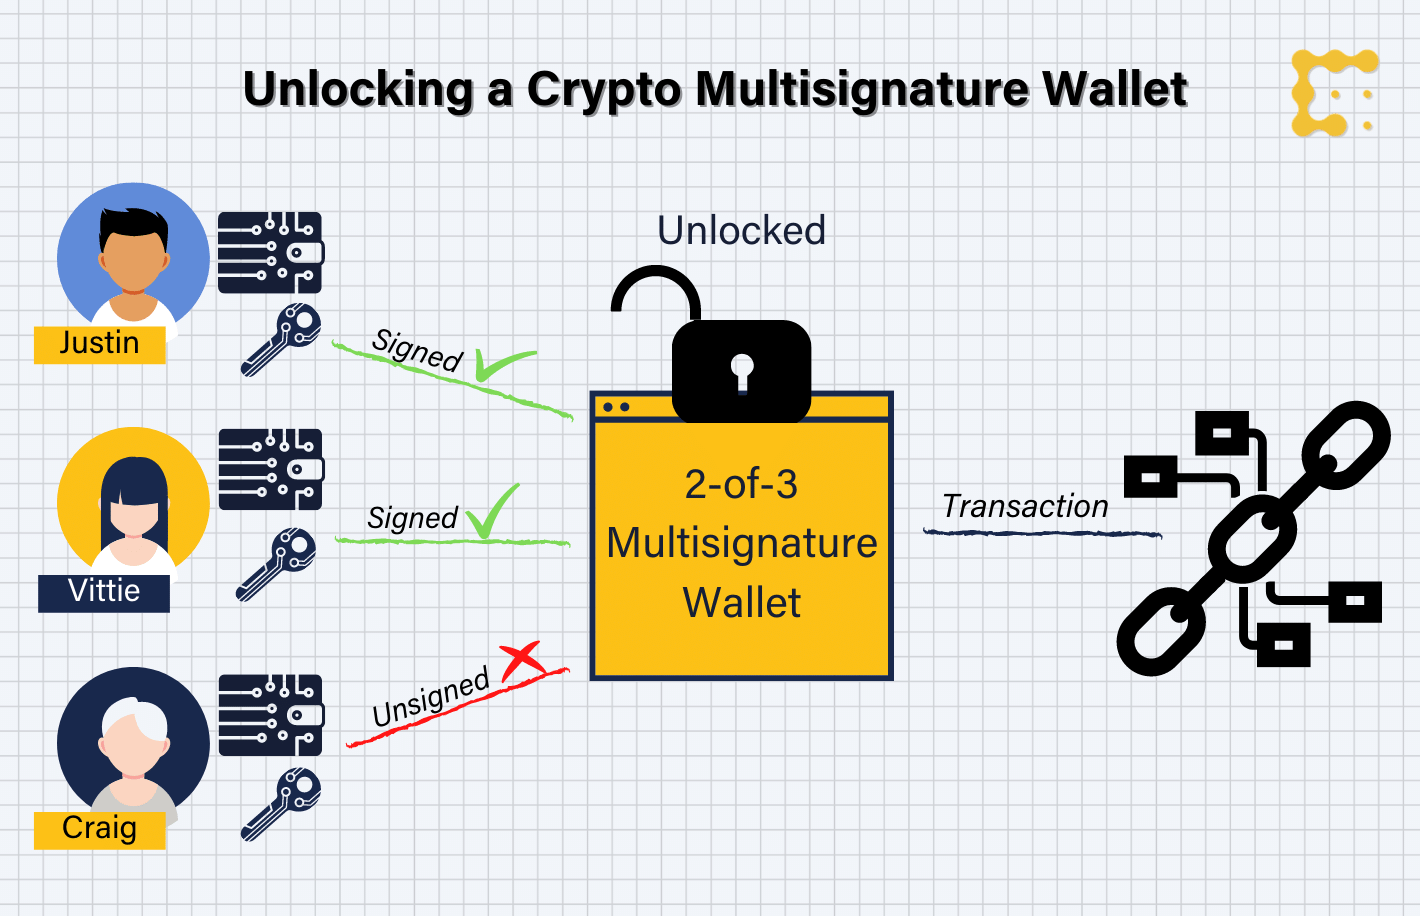 Unlocking a Crypto Multisignature Wallet
Unlocked
Justin
Signed
2-of-3
Multisignature
Wallet
Transaction
Signed
Vittie
Unsigned
Craig